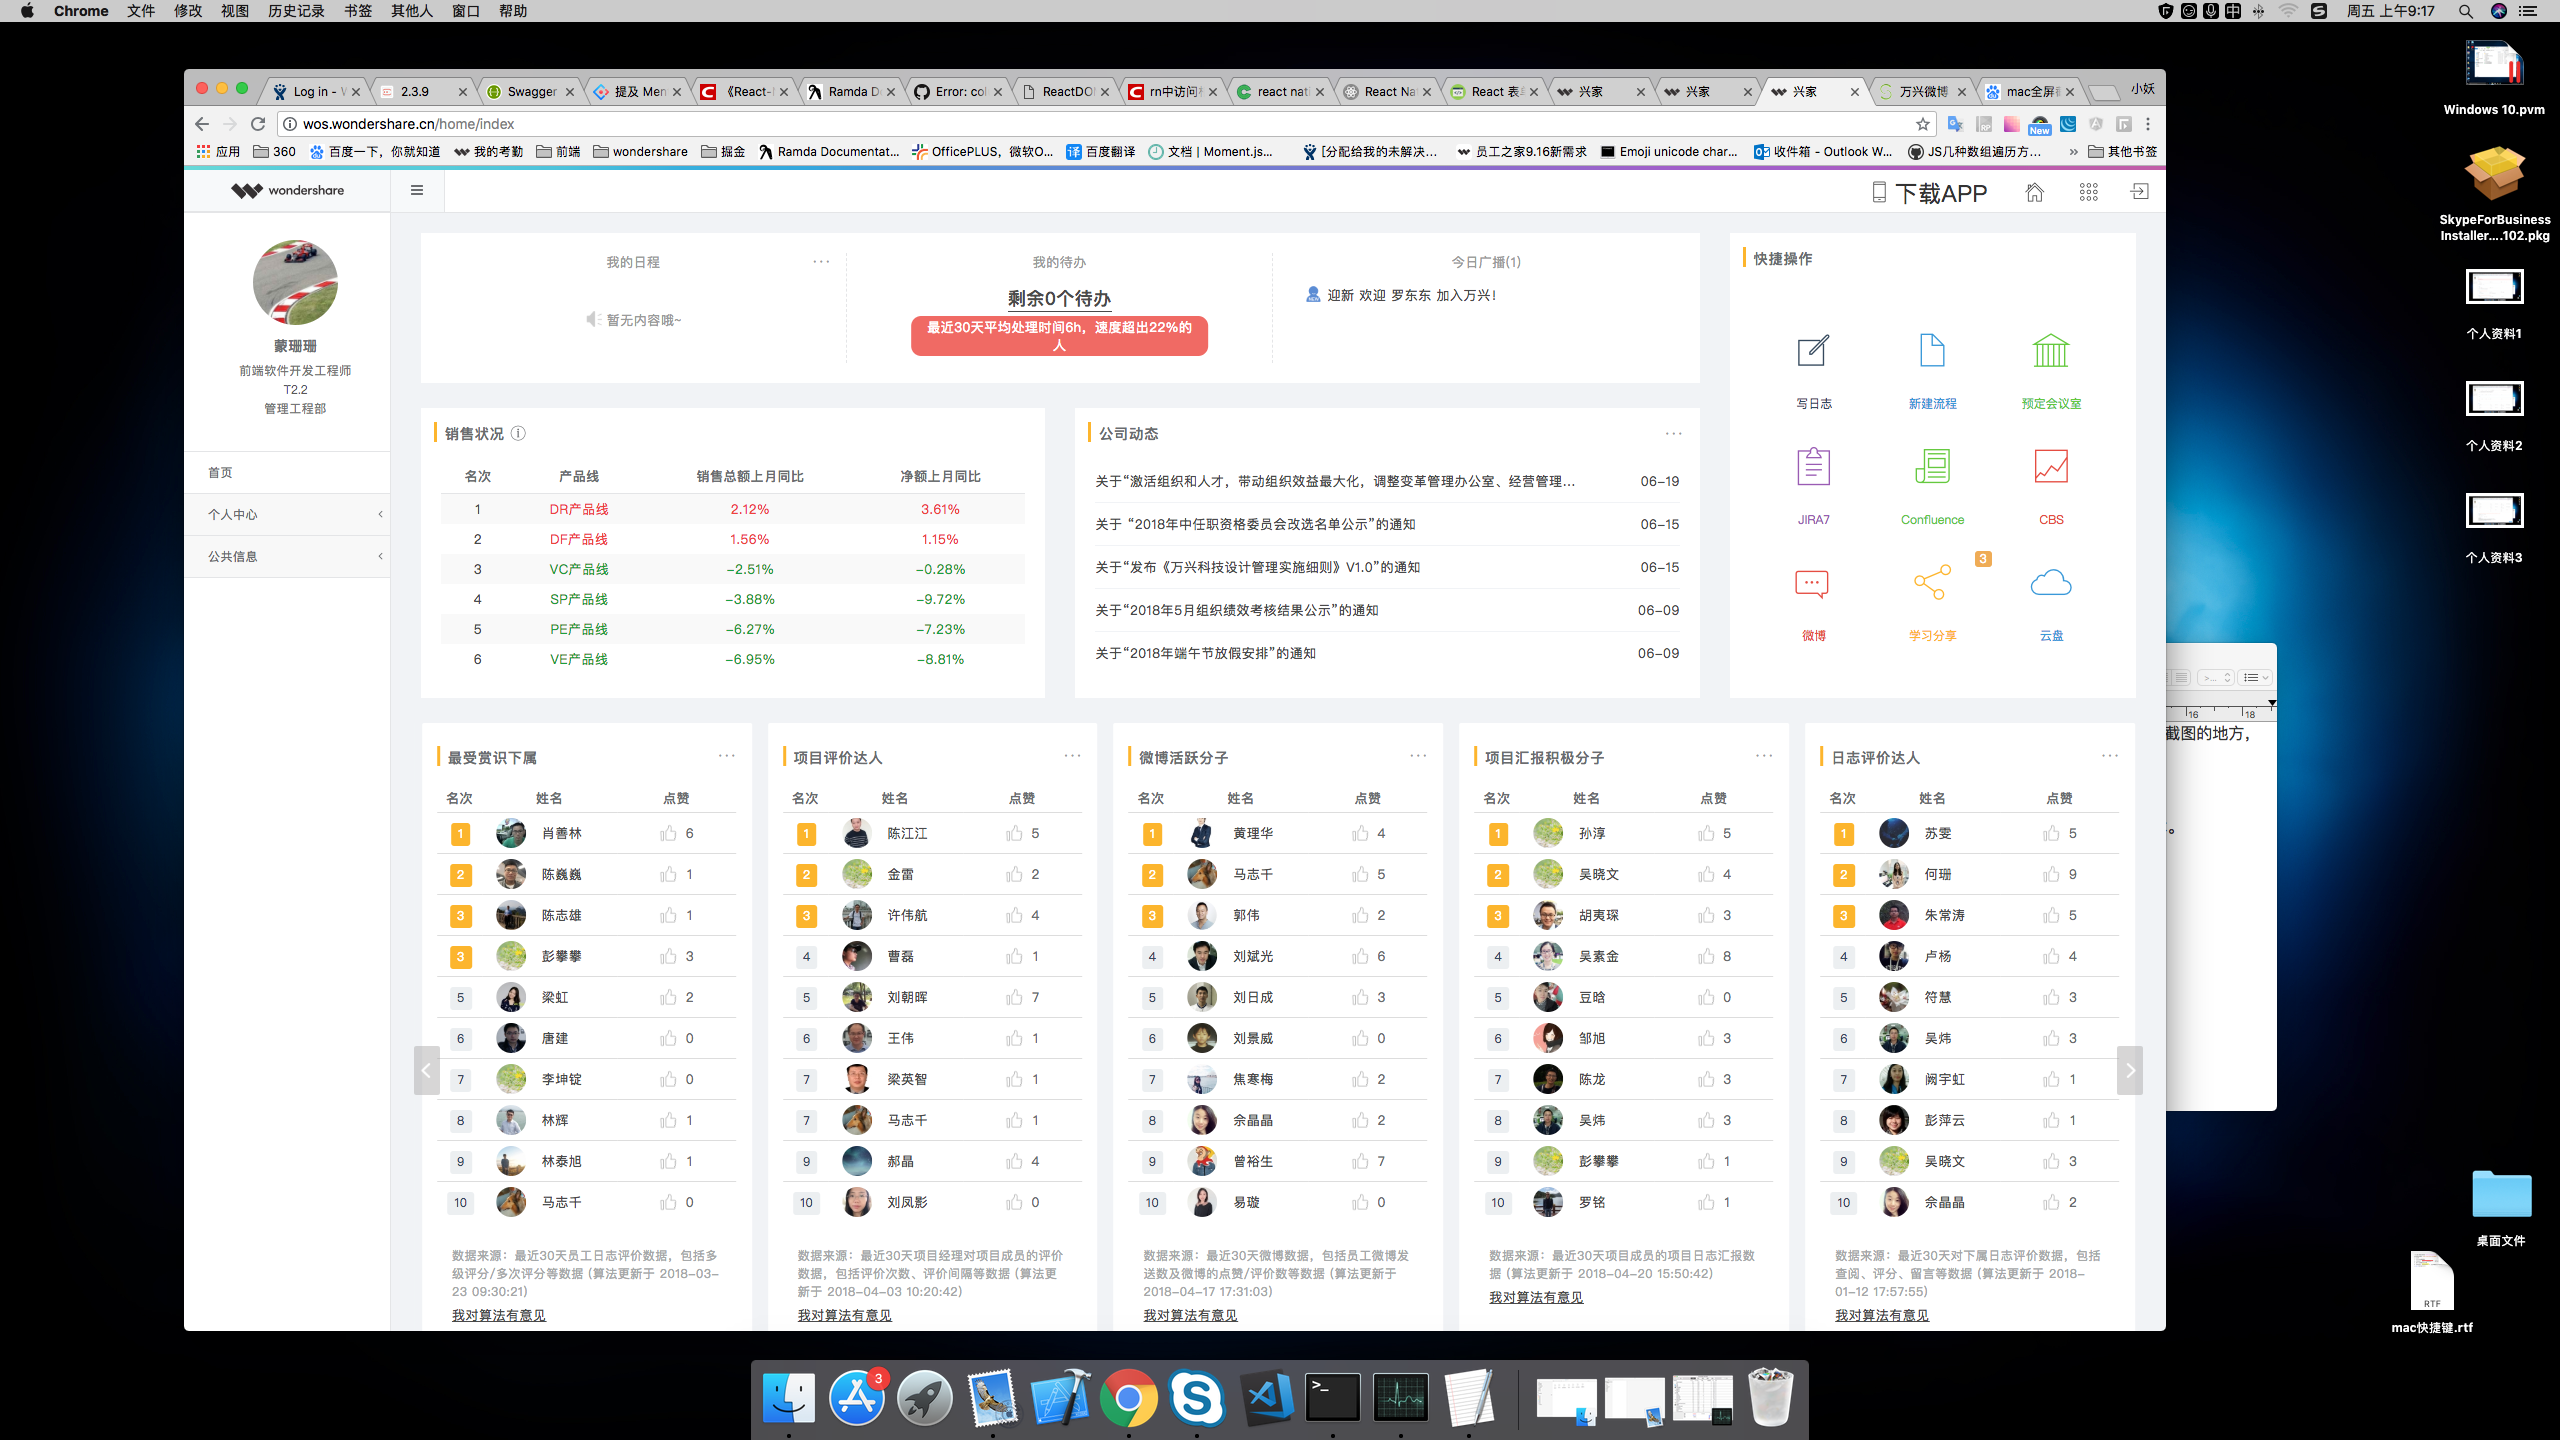 Chrome 文件 修改 视图 历史记录 书签 其他人 窗口 帮助
周五 上午9:17
Log in - W
2.3.9
Swagger
提及 Men
《React-
Ramda D
Error: col
ReactDO
rn中访问
react nati
React Na
React 表
兴家
兴家
兴家
万兴微博
mac全屏
小妖
wos.wondershare.cn/home/index
New
应用 360 百度一下，你就知道 我的考勤 前端 wondershare 掘金 Ramda Documentat... OfficePLUS，微软O... 百度翻译 文档 | Moment.js... [分配给我的未解决... 员工之家9.16新需求 Emoji unicode char... 收件箱 - Outlook W... JS几种数组遍历方... » 其他书签
wondershare
下载APP
蒙珊珊
前端软件开发工程师
T2.2
管理工程部
首页
个人中心
公共信息
我的日程 ···
暂无内容哦~
我的待办
剩余0个待办
最近30天平均处理时间6h，速度超出22%的
人
今日广播(1)
迎新 欢迎 罗东东 加入万兴!
快捷操作
写日志 新建流程 预定会议室
JIRA7 Confluence CBS
3
微博 学习分享 云盘
销售状况
名次 产品线 销售总额上月同比 净额上月同比
1 DR产品线 2.12% 3.61%
2 DF产品线 1.56% 1.15%
3 VC产品线 -2.51% -0.28%
4 SP产品线 -3.88% -9.72%
5 PE产品线 -6.27% -7.23%
6 VE产品线 -6.95% -8.81%
公司动态 ···
关于“激活组织和人才，带动组织效益最大化，调整变革管理办公室、经营管理... 06-19
关于 “2018年中任职资格委员会改选名单公示”的通知 06-15
关于“发布《万兴科技设计管理实施细则》V1.0”的通知 06-15
关于“2018年5月组织绩效考核结果公示”的通知 06-09
关于“2018年端午节放假安排”的通知 06-09
最受赏识下属 ···
名次 姓名 点赞
1 肖善林 6
2 陈巍巍 1
3 陈志雄 1
3 彭攀攀 3
5 梁虹 2
6 唐建 0
7 李坤锭 0
8 林辉 1
9 林泰旭 1
10 马志千 0
数据来源：最近30天员工日志评价数据，包括多
级评分/多次评分等数据 (算法更新于 2018-03-
23 09:30:21)
我对算法有意见
项目评价达人 ···
名次 姓名 点赞
1 陈江江 5
2 金雷 2
3 许伟航 4
4 曹磊 1
5 刘朝晖 7
6 王伟 1
7 梁英智 1
7 马志千 1
9 郝晶 4
10 刘凤影 0
数据来源：最近30天项目经理对项目成员的评价
数据，包括评价次数、评价间隔等数据 (算法更
新于 2018-04-03 10:20:42)
我对算法有意见
微博活跃分子 ···
名次 姓名 点赞
1 黄理华 4
2 马志千 5
3 郭伟 2
4 刘斌光 6
5 刘日成 3
6 刘景威 0
7 焦寒梅 2
8 佘晶晶 2
9 曾裕生 7
10 易璇 0
数据来源：最近30天微博数据，包括员工微博发
送数及微博的点赞/评价数等数据 (算法更新于
2018-04-17 17:31:03)
我对算法有意见
项目汇报积极分子 ···
名次 姓名 点赞
1 孙淳 5
2 吴晓文 4
3 胡夷琛 3
4 吴素金 8
5 豆晗 0
6 邹旭 3
7 陈龙 3
8 吴炜 3
9 彭攀攀 1
10 罗铭 1
数据来源：最近30天项目成员的项目日志汇报数
据 (算法更新于 2018-04-20 15:50:42)
我对算法有意见
日志评价达人 ···
名次 姓名 点赞
1 苏雯 5
2 何珊 9
3 朱常涛 5
4 卢杨 4
5 符慧 3
6 吴炜 3
7 阙宇虹 1
8 彭萍云 1
9 吴晓文 3
10 佘晶晶 2
数据来源：最近30天对下属日志评价数据，包括
查阅、评分、留言等数据 (算法更新于 2018-
01-12 17:57:55)
我对算法有意见
16 18
截图的地方，
Windows 10.pvm
SkypeForBusiness
Installer....102.pkg
个人资料1
个人资料2
个人资料3
桌面文件
RTF
mac快捷键.rtf
3